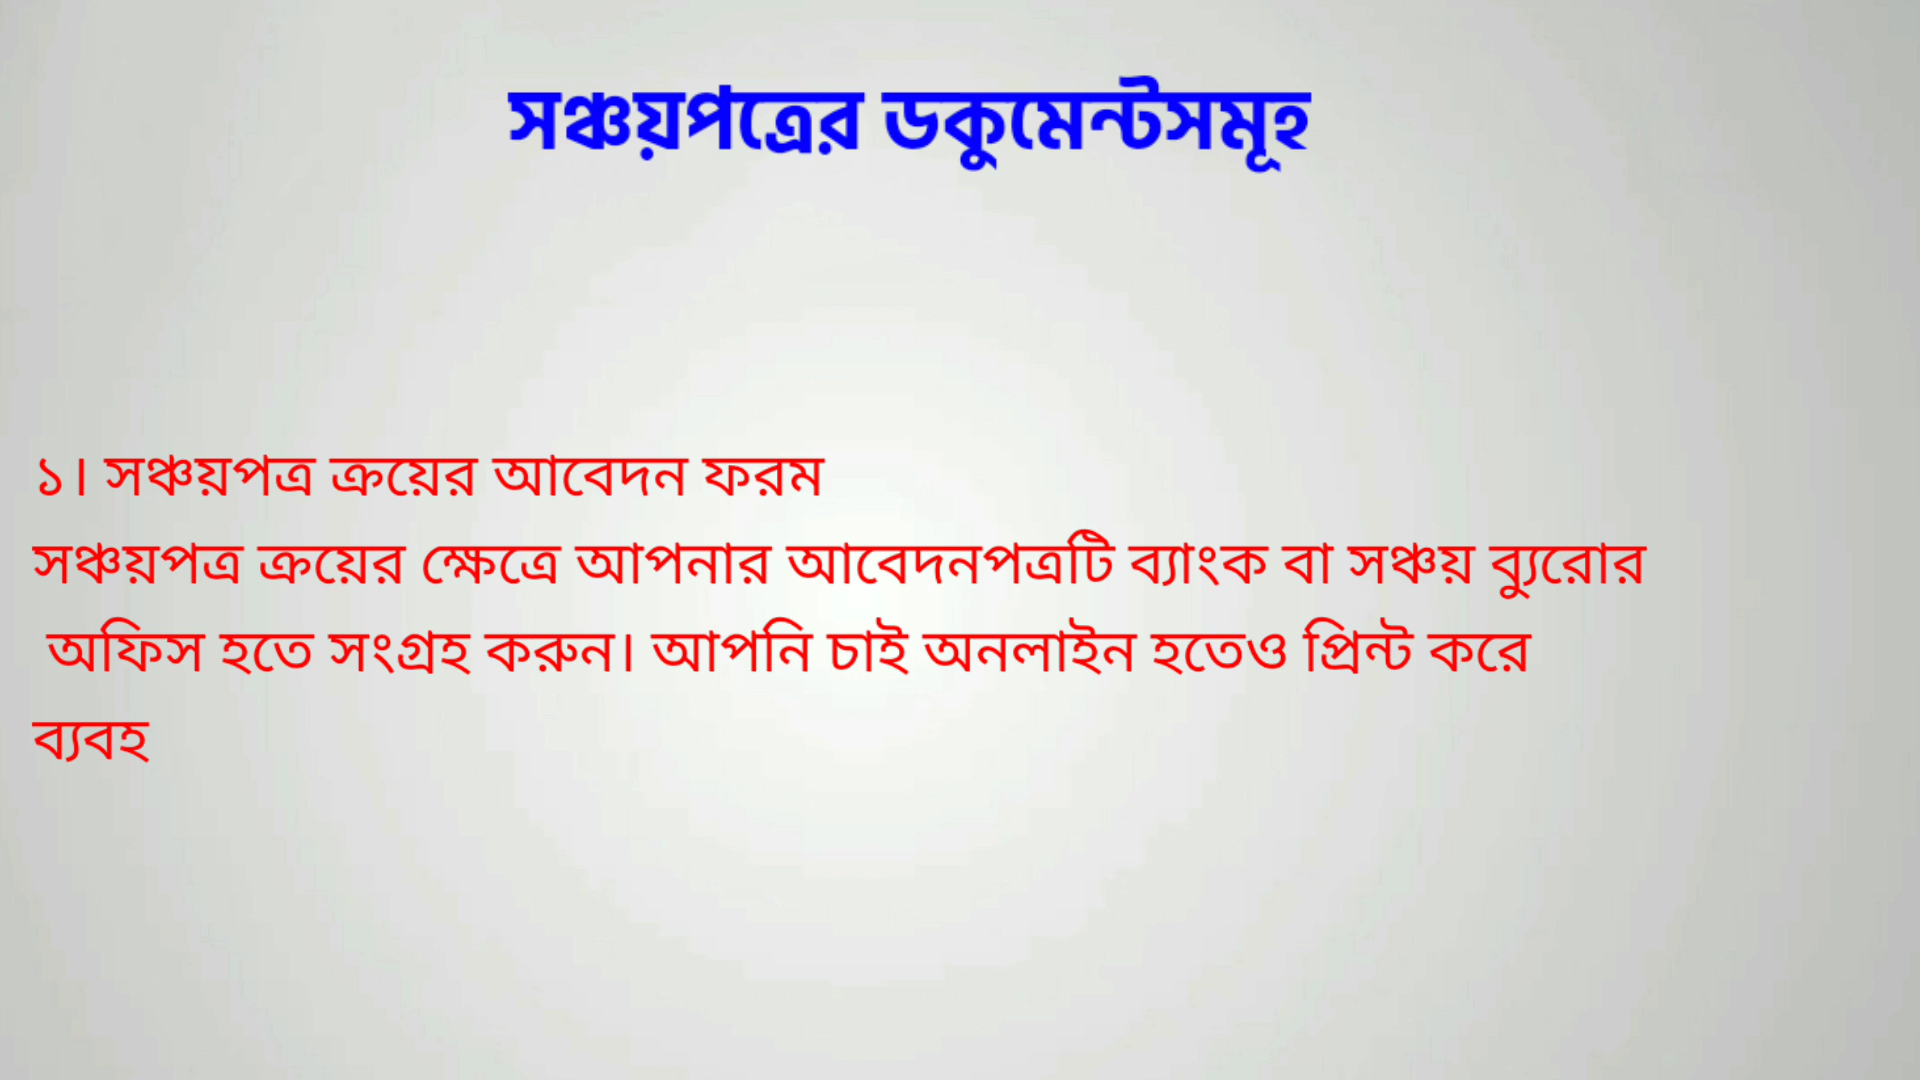 সঞ্চয়পত্রের ডকুমেন্টসমূহ
১। সঞ্চয়পত্র ক্রয়ের আবেদন ফরম
সঞ্চয়পত্র ক্রয়ের ক্ষেত্রে আপনার আবেদনপত্রটি ব্যাংক বা সঞ্চয় ব্যুরোর
অফিস হতে সংগ্রহ করুন। আপনি চাই অনলাইন হতেও প্রিন্ট করে
ব্যবহ